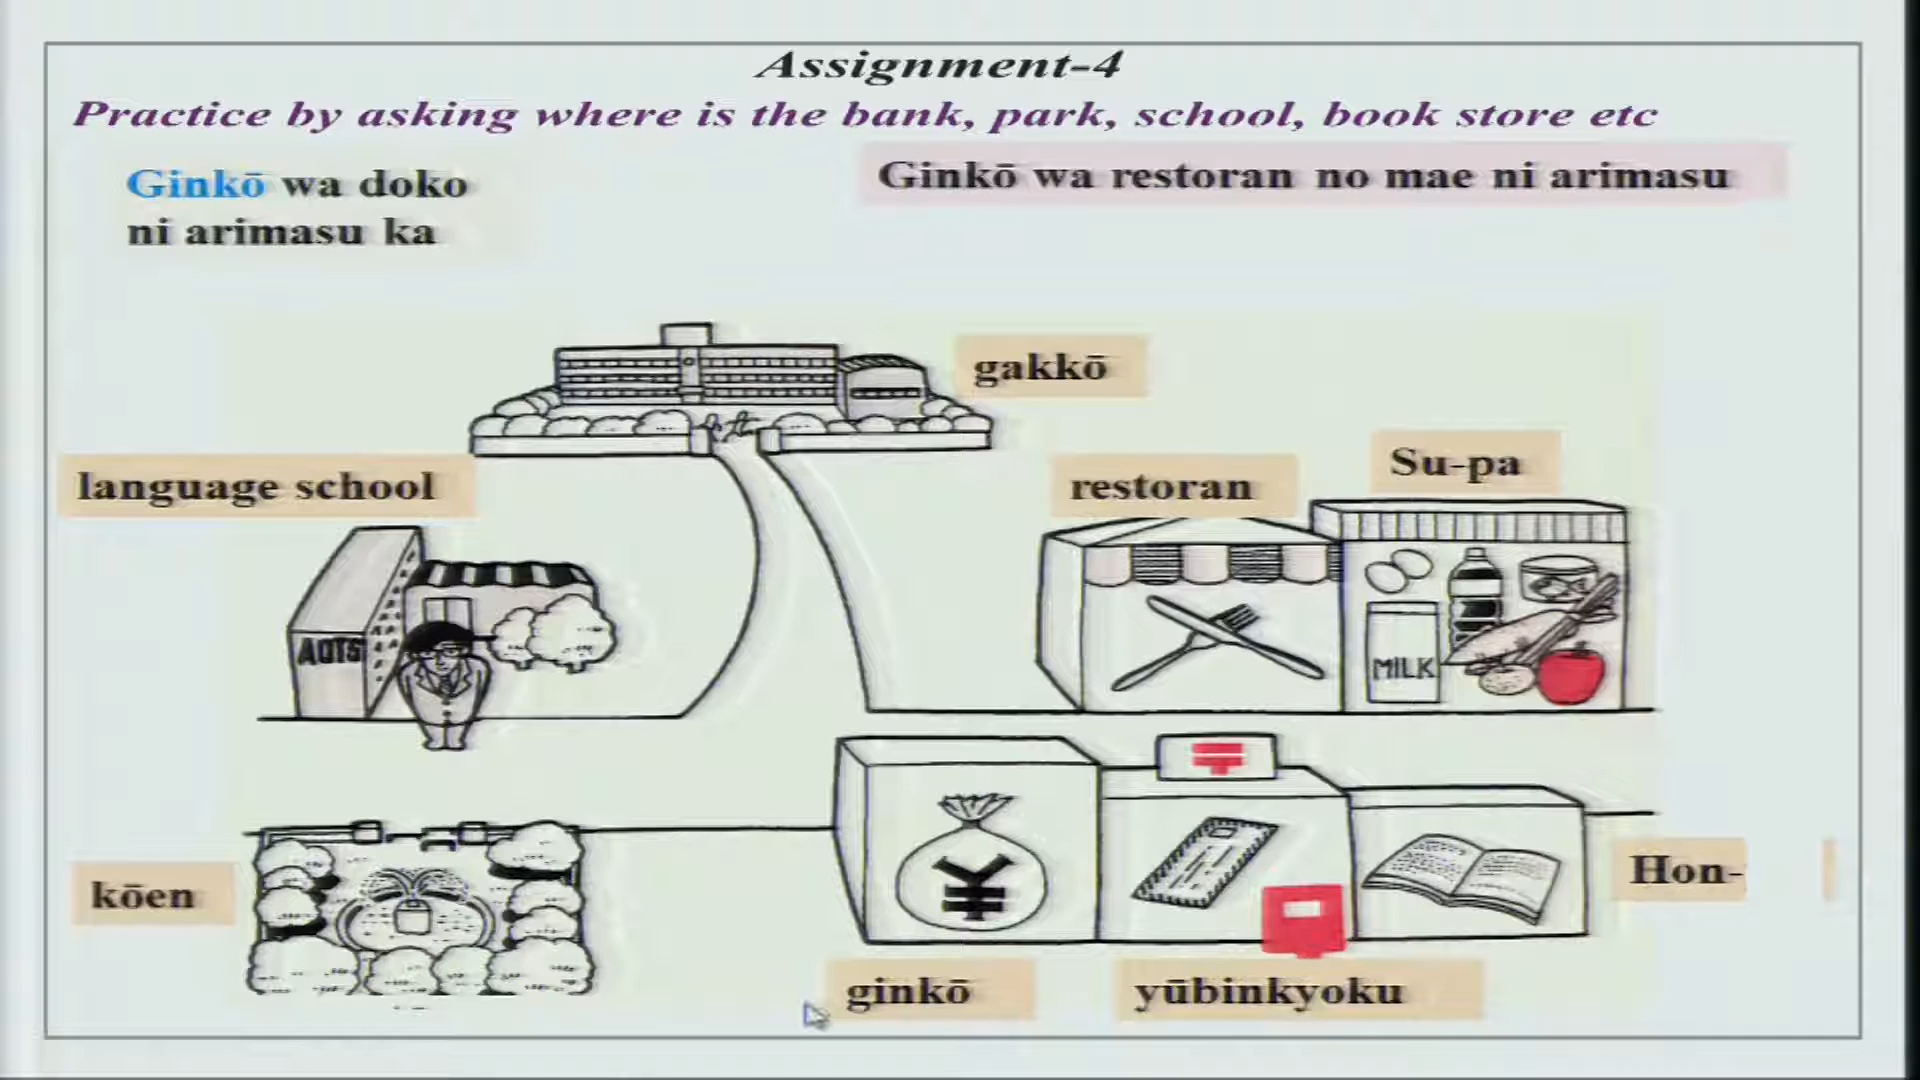 Assignment-4
Practice by asking where is the bank, park, school, book store etc
Ginkō wa doko
ni arimasu ka
Ginkō wa restoran no mae ni arimasu
gakkō
language school
restoran
Su-pa
AOTS
MILK
〒
¥
kōen
Hon-
ginkō
yūbinkyoku